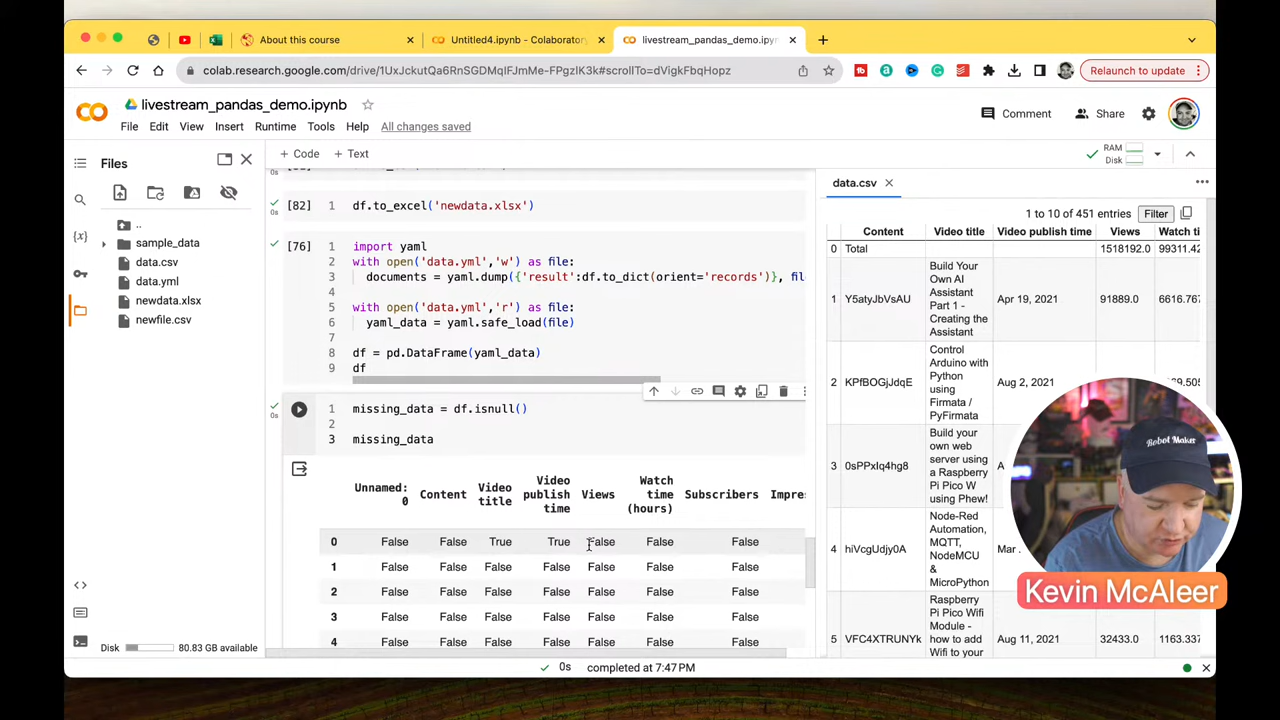 About this course
Untitled4.ipynb - Colaboratory
livestream_pandas_demo.ipyn
colab.research.google.com/drive/1UxJckutQa6RnSGDMqIFJmMe-FPgzIK3k#scrollTo=dVigkFbqHopz
Relaunch to update
livestream_pandas_demo.ipynb
File Edit View Insert Runtime Tools Help All changes saved
Comment Share
Files
+ Code + Text
RAM
Disk
..
sample_data
data.csv
data.yml
newdata.xlsx
newfile.csv
0s
[82] 1 df.to_excel('newdata.xlsx')
0s
[76] 1 import yaml
2 with open('data.yml','w') as file:
3 documents = yaml.dump({'result':df.to_dict(orient='records')}, fil
4
5 with open('data.yml','r') as file:
6 yaml_data = yaml.safe_load(file)
7
8 df = pd.DataFrame(yaml_data)
9 df
0s
1 missing_data = df.isnull()
2
3 missing_data
Unnamed: 0 Content Video title Video publish time Views Watch time (hours) Subscribers Impres
0 False False True True False False False
1 False False False False False False False
2 False False False False False False False
3 False False False False False False False
4 False False False False False False False
data.csv
1 to 10 of 451 entries Filter
Content Video title Video publish time Views Watch ti
0 Total 1518192.0 99311.42
1 Y5atyJbVsAU Build Your Own AI Assistant Part 1 - Creating the Assistant Apr 19, 2021 91889.0 6616.767
2 KPfBOGjJdqE Control Arduino with Python using Firmata / PyFirmata Aug 2, 2021
3 0sPPxIq4hg8 Build your own web server using a Raspberry Pi Pico W using Phew!
4 hiVcgUdjy0A Node-Red Automation, MQTT, NodeMCU & MicroPython Mar
5 VFC4XTRUNYk Raspberry Pi Pico Wifi Module - how to add Wifi to your Aug 11, 2021 32433.0 1163.337
Robot Maker
Kevin McAleer
Disk 80.83 GB available
0s completed at 7:47 PM